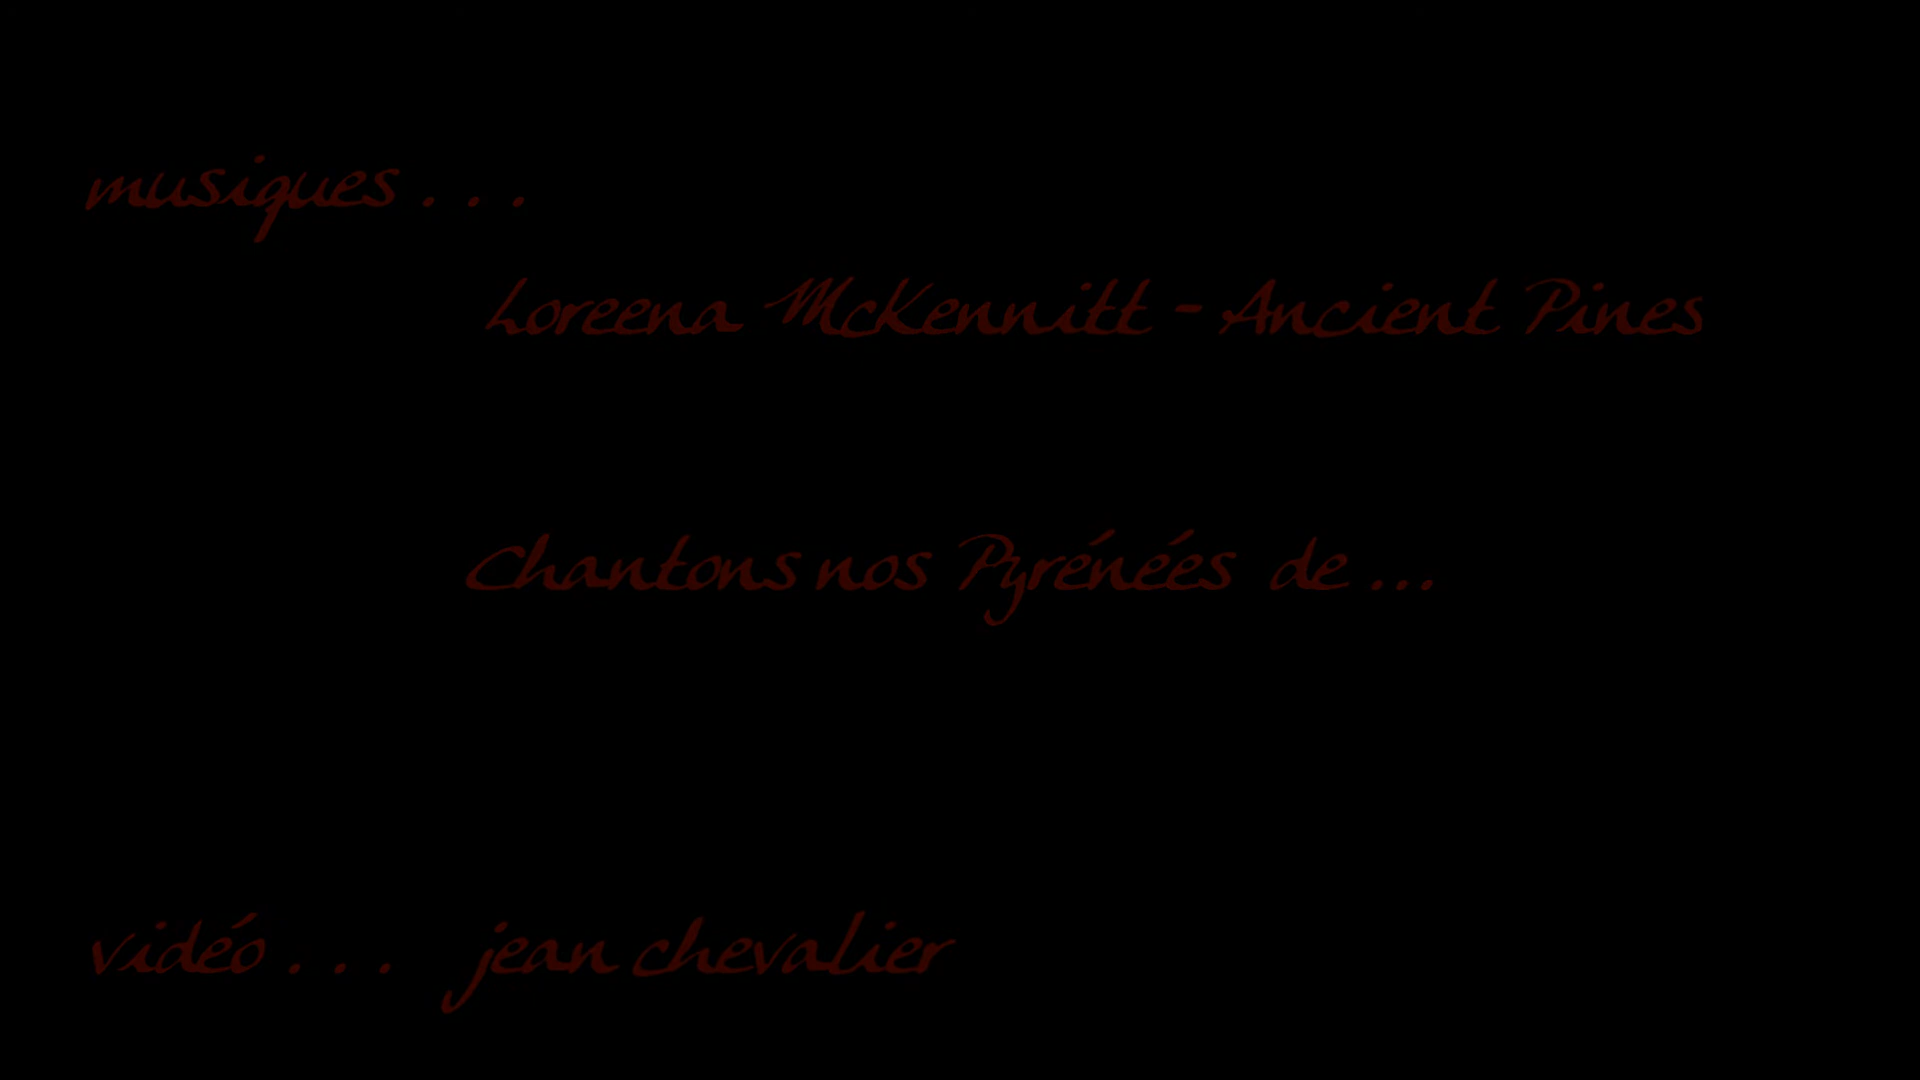 musiques . . .
Loreena McKennitt - Ancient Pines
Chantons nos Pyrénées de ...
vidéo . . . jean chevalier